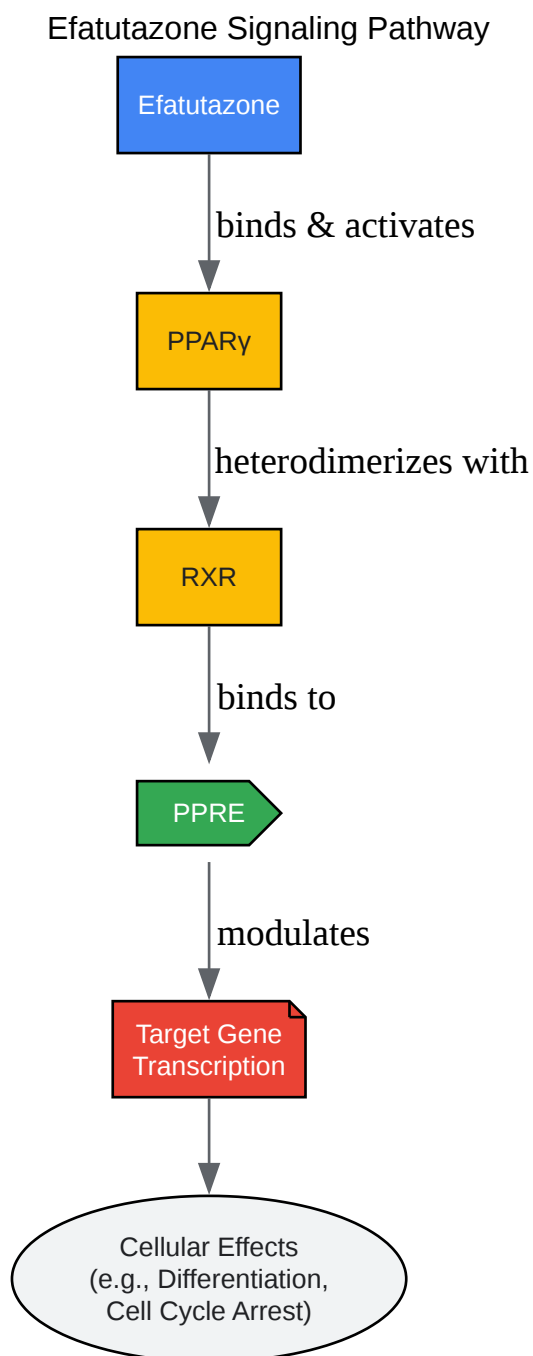 Efatutazone Signaling Pathway
Efatutazone
binds & activates
PPARγ
heterodimerizes with
RXR
binds to
PPRE
modulates
Target Gene
Transcription
Cellular Effects
(e.g., Differentiation,
Cell Cycle Arrest)